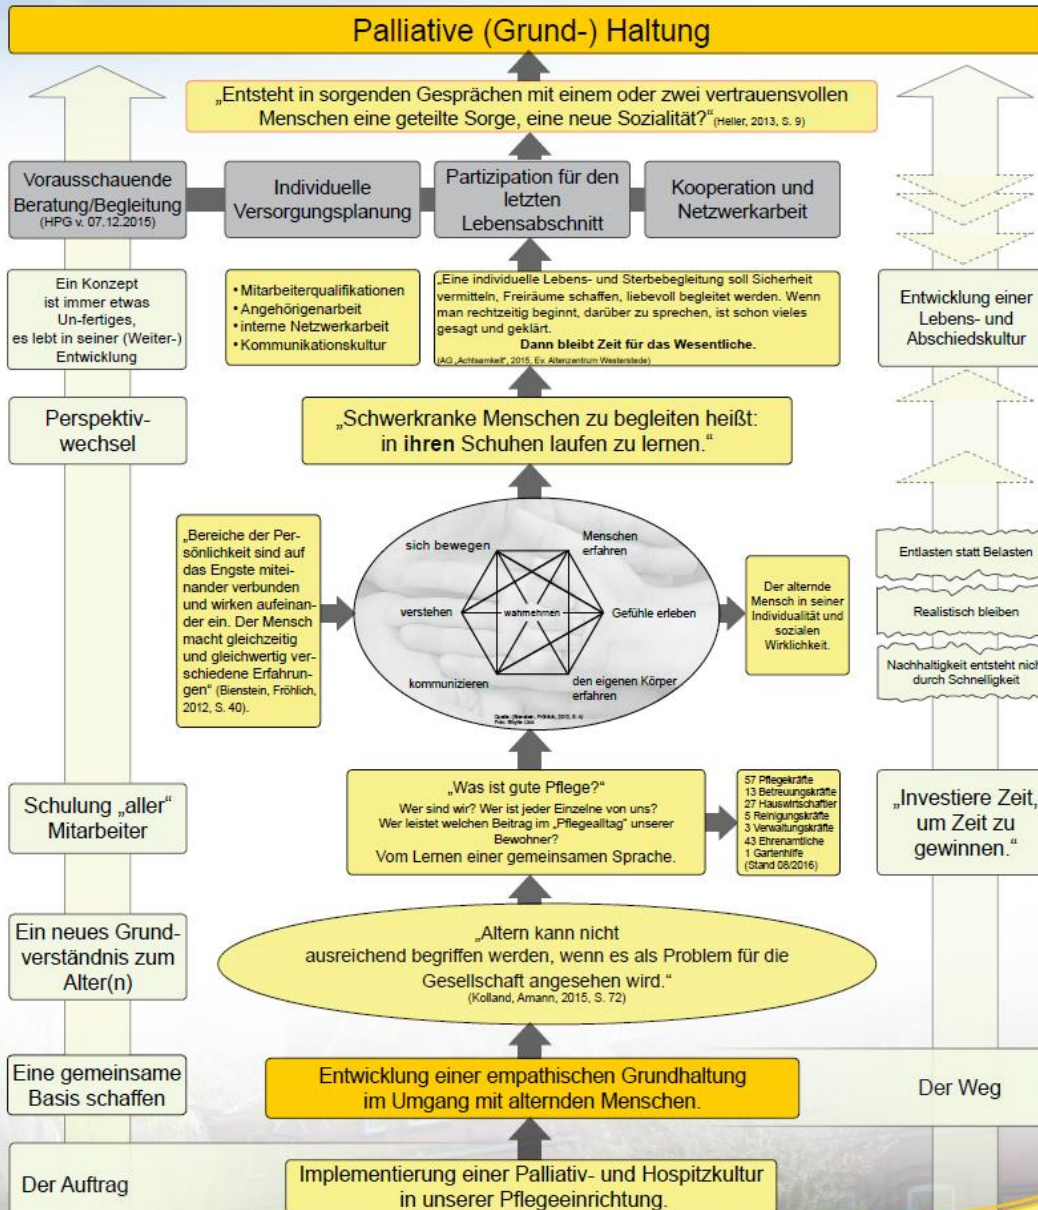 Palliative (Grund-) Haltung
„Entsteht in sorgenden Gesprächen mit einem oder zwei vertrauensvollen
Menschen eine geteilte Sorge, eine neue Sozialität?“ (Heller, 2013, S. 9)
Vorausschauende
Beratung/Begleitung
(HPG v. 07.12.2015)
Individuelle
Versorgungsplanung
Partizipation für den
letzten
Lebensabschnitt
Kooperation und
Netzwerkarbeit
Ein Konzept
ist immer etwas
Un-fertiges,
es lebt in seiner (Weiter-)
Entwicklung
• Mitarbeiterqualifikationen
• Angehörigenarbeit
• interne Netzwerkarbeit
• Kommunikationskultur
„Eine individuelle Lebens- und Sterbebegleitung soll Sicherheit
vermitteln, Freiräume schaffen, liebevoll begleitet werden. Wenn
man rechtzeitig beginnt, darüber zu sprechen, ist schon vieles
gesagt und geklärt.
Dann bleibt Zeit für das Wesentliche.
(AG „Achtsamkeit“, 2015, Ev. Altenzentrum Westerstede)
Entwicklung einer
Lebens- und
Abschiedskultur
Perspektiv-
wechsel
„Schwerkranke Menschen zu begleiten heißt:
in ihren Schuhen laufen zu lernen.“
„Bereiche der Per-
sönlichkeit sind auf
das Engste mitei-
nander verbunden
und wirken aufeinan-
der ein. Der Mensch
macht gleichzeitig
und gleichwertig ver-
schiedene Erfahrun-
gen“ (Bienstein, Fröhlich,
2012, S. 40).
sich bewegen
Menschen
erfahren
verstehen
wahrnehmen
Gefühle erleben
kommunizieren
den eigenen Körper
erfahren
Quelle: (Bienstein, Fröhlich, 2012, S. 4)
Der alternde
Mensch in seiner
Individualität und
sozialen
Wirklichkeit.
Entlasten statt Belasten
Realistisch bleiben
Nachhaltigkeit entsteht nich
durch Schnelligkeit
Schulung „aller“
Mitarbeiter
„Was ist gute Pflege?“
Wer sind wir? Wer ist jeder Einzelne von uns?
Wer leistet welchen Beitrag im „Pflegealltag“ unserer
Bewohner?
Vom Lernen einer gemeinsamen Sprache.
57 Pflegekräfte
13 Betreuungskräfte
27 Hauswirtschaftler
5 Reinigungskräfte
3 Verwaltungskräfte
43 Ehrenamtliche
1 Gartenhilfe
(Stand 08/2016)
„Investiere Zeit,
um Zeit zu
gewinnen.“
Ein neues Grund-
verständnis zum
Alter(n)
„Altern kann nicht
ausreichend begriffen werden, wenn es als Problem für die
Gesellschaft angesehen wird.“
(Kolland, Amann, 2015, S. 72)
Eine gemeinsame
Basis schaffen
Entwicklung einer empathischen Grundhaltung
im Umgang mit alternden Menschen.
Der Weg
Der Auftrag
Implementierung einer Palliativ- und Hospitzkultur
in unserer Pflegeeinrichtung.